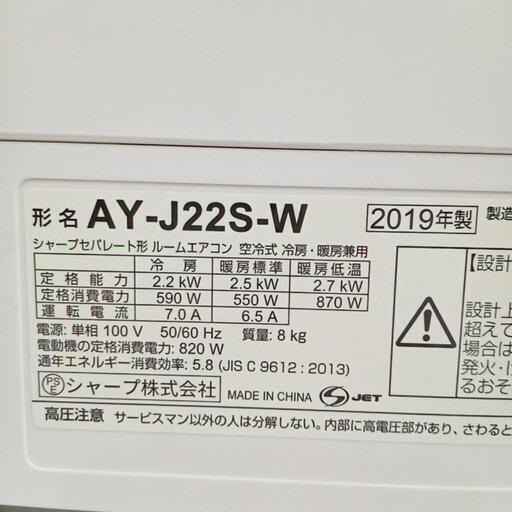 形名 AY-J22S-W 2019年製 製造
シャープセパレート形 ルームエアコン 空冷式 冷房・暖房兼用
冷房 暖房標準 暖房低温
定格能力 2.2 kW 2.5 kW 2.7 kW
定格消費電力 590 W 550 W 870 W
運転電流 7.0 A 6.5 A
電源: 単相 100 V 50/60 Hz 質量: 8 kg
電動機の定格消費電力: 820 W
通年エネルギー消費効率: 5.8 (JIS C 9612 : 2013)
PSE シャープ株式会社 MADE IN CHINA JET
【設計
設計上
超えて
場合は
発火・け
るおそ
高圧注意 サービスマン以外の人は分解しない。内部に高電圧部があり、さわると